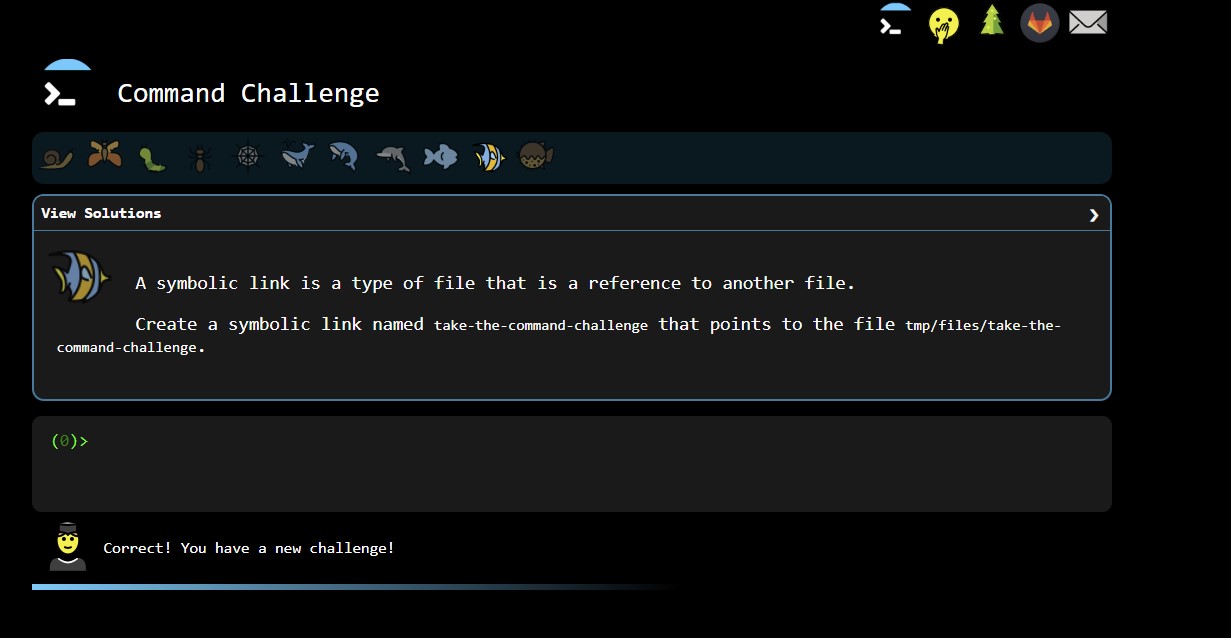 Command Challenge
View Solutions
A symbolic link is a type of file that is a reference to another file.
Create a symbolic link named take-the-command-challenge that points to the file tmp/files/take-the-
command-challenge.
(0)>
Correct! You have a new challenge!